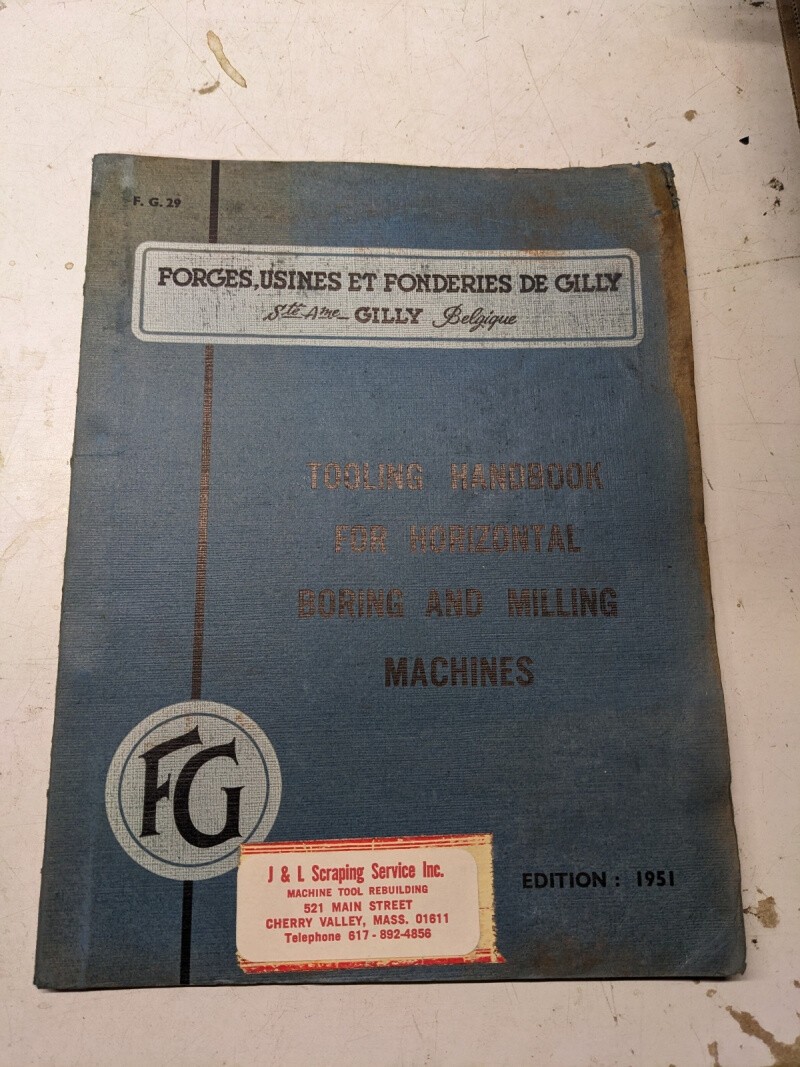 F. G. 29
FORGES, USINES ET FONDERIES DE GILLY
Sté Ame GILLY Belgique
TOOLING HANDBOOK
FOR HORIZONTAL
BORING AND MILLING
MACHINES
FG
EDITION : 1951
J & L Scraping Service Inc.
MACHINE TOOL REBUILDING
521 MAIN STREET
CHERRY VALLEY, MASS. 01611
Telephone 617-892-4856